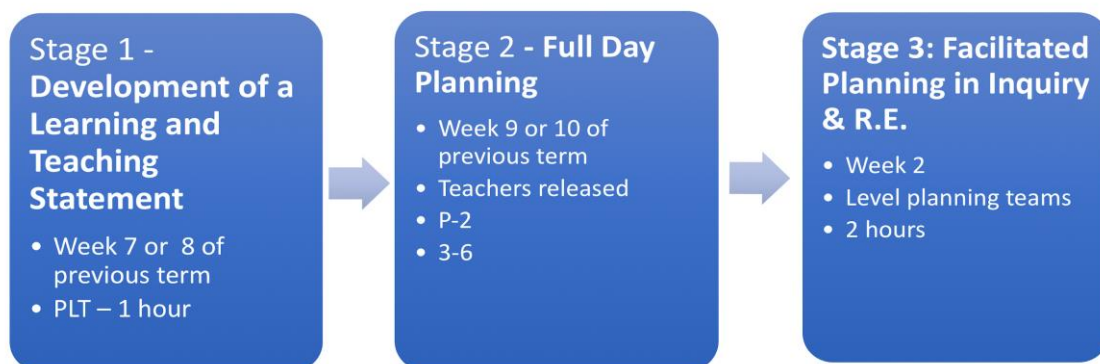 Stage 1 -
Development of a
Learning and
Teaching
Statement
• Week 7 or 8 of
previous term
• PLT – 1 hour
Stage 2 - Full Day
Planning
• Week 9 or 10 of
previous term
• Teachers released
• P-2
• 3-6
Stage 3: Facilitated
Planning in Inquiry
& R.E.
• Week 2
• Level planning teams
• 2 hours